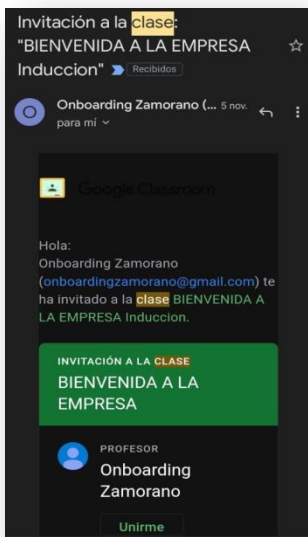 Invitación a la clase:
"BIENVENIDA A LA EMPRESA
Induccion" Recibidos
O
Onboarding Zamorano (... 5 nov.
para mí
Google Classroom
Hola:
Onboarding Zamorano
(onboardingzamorano@gmail.com) te
ha invitado a la clase BIENVENIDA A
LA EMPRESA Induccion.
INVITACIÓN A LA CLASE
BIENVENIDA A LA
EMPRESA
PROFESOR
Onboarding
Zamorano
Unirme